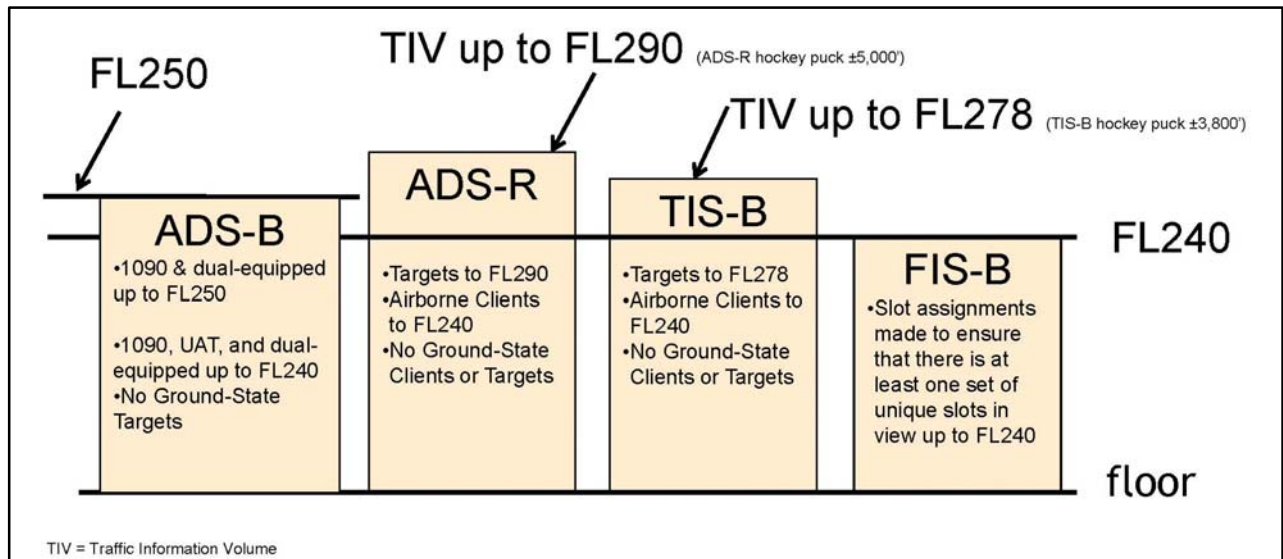 TIV up to FL290 (ADS-R hockey puck ±5,000')
FL250
TIV up to FL278 (TIS-B hockey puck ±3,800')
ADS-B
•1090 & dual-equipped
up to FL250
•1090, UAT, and dual-
equipped up to FL240
•No Ground-State
Targets
ADS-R
•Targets to FL290
•Airborne Clients
to FL240
•No Ground-State
Clients or Targets
TIS-B
•Targets to FL278
•Airborne Clients to
FL240
•No Ground-State
Clients or Targets
FL240
FIS-B
•Slot assignments
made to ensure
that there is at
least one set of
unique slots in
view up to FL240
floor
TIV = Traffic Information Volume